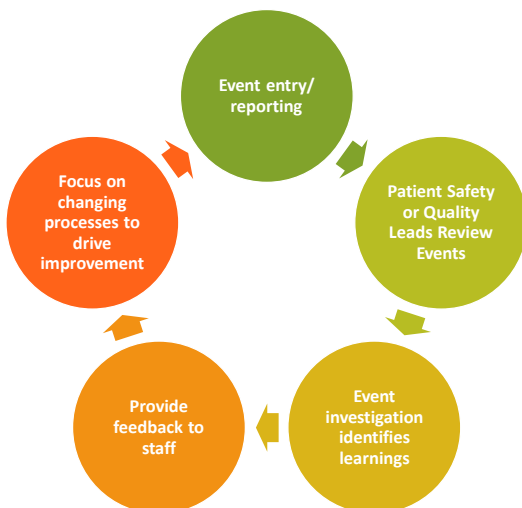 Event entry/
reporting
Patient Safety
or Quality
Leads Review
Events
Event
investigation
identifies
learnings
Provide
feedback to
staff
Focus on
changing
processes to
drive
improvement